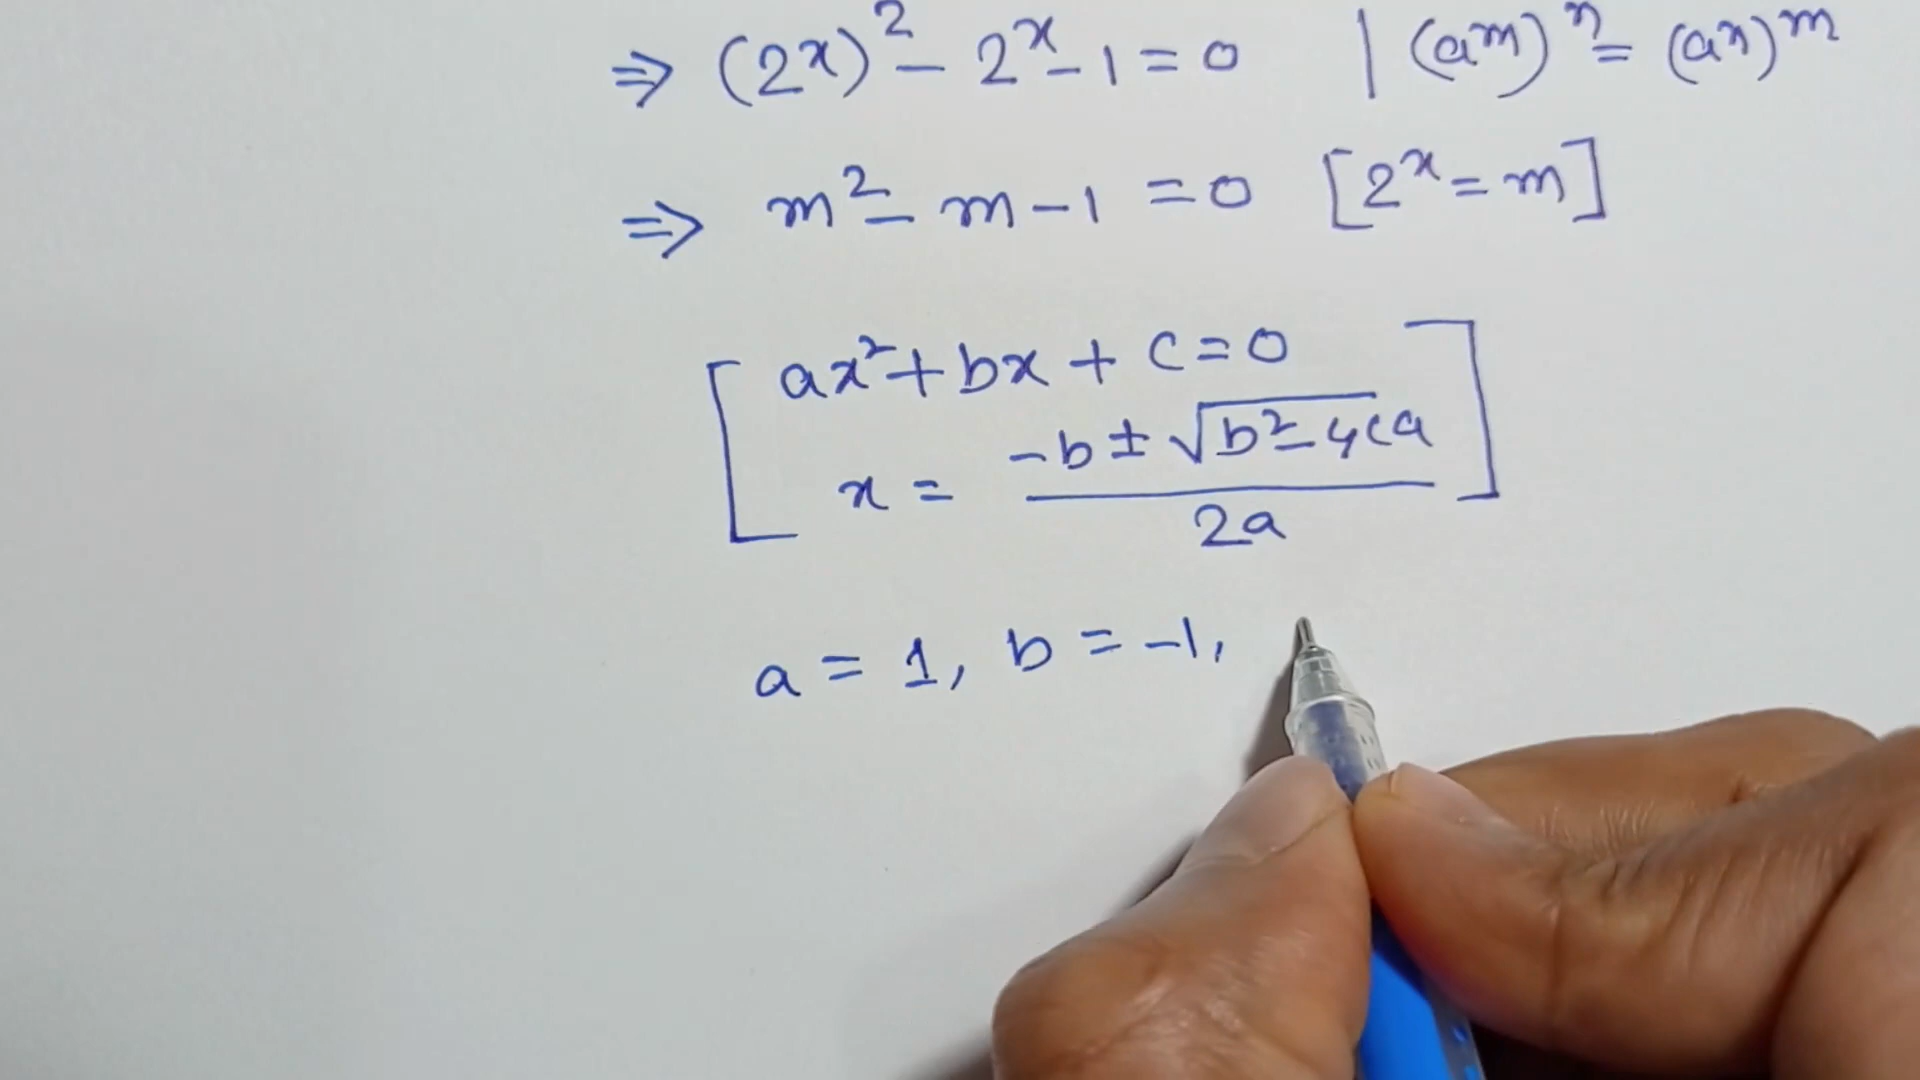 ⇒ (2ˣ)² - 2ˣ - 1 = 0 | (aᵐ)ⁿ = (aⁿ)ᵐ
⇒ m² - m - 1 = 0 [2ˣ = m]
[ax² + bx + c = 0
x = (-b ± √(b² - 4ca))/2a]
a = 1, b = -1,